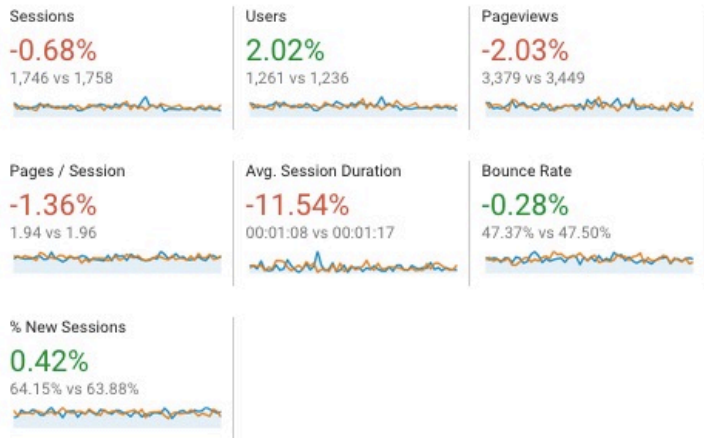 Sessions
-0.68%
1,746 vs 1,758
Users
2.02%
1,261 vs 1,236
Pageviews
-2.03%
3,379 vs 3,449
Pages / Session
-1.36%
1.94 vs 1.96
Avg. Session Duration
-11.54%
00:01:08 vs 00:01:17
Bounce Rate
-0.28%
47.37% vs 47.50%
% New Sessions
0.42%
64.15% vs 63.88%